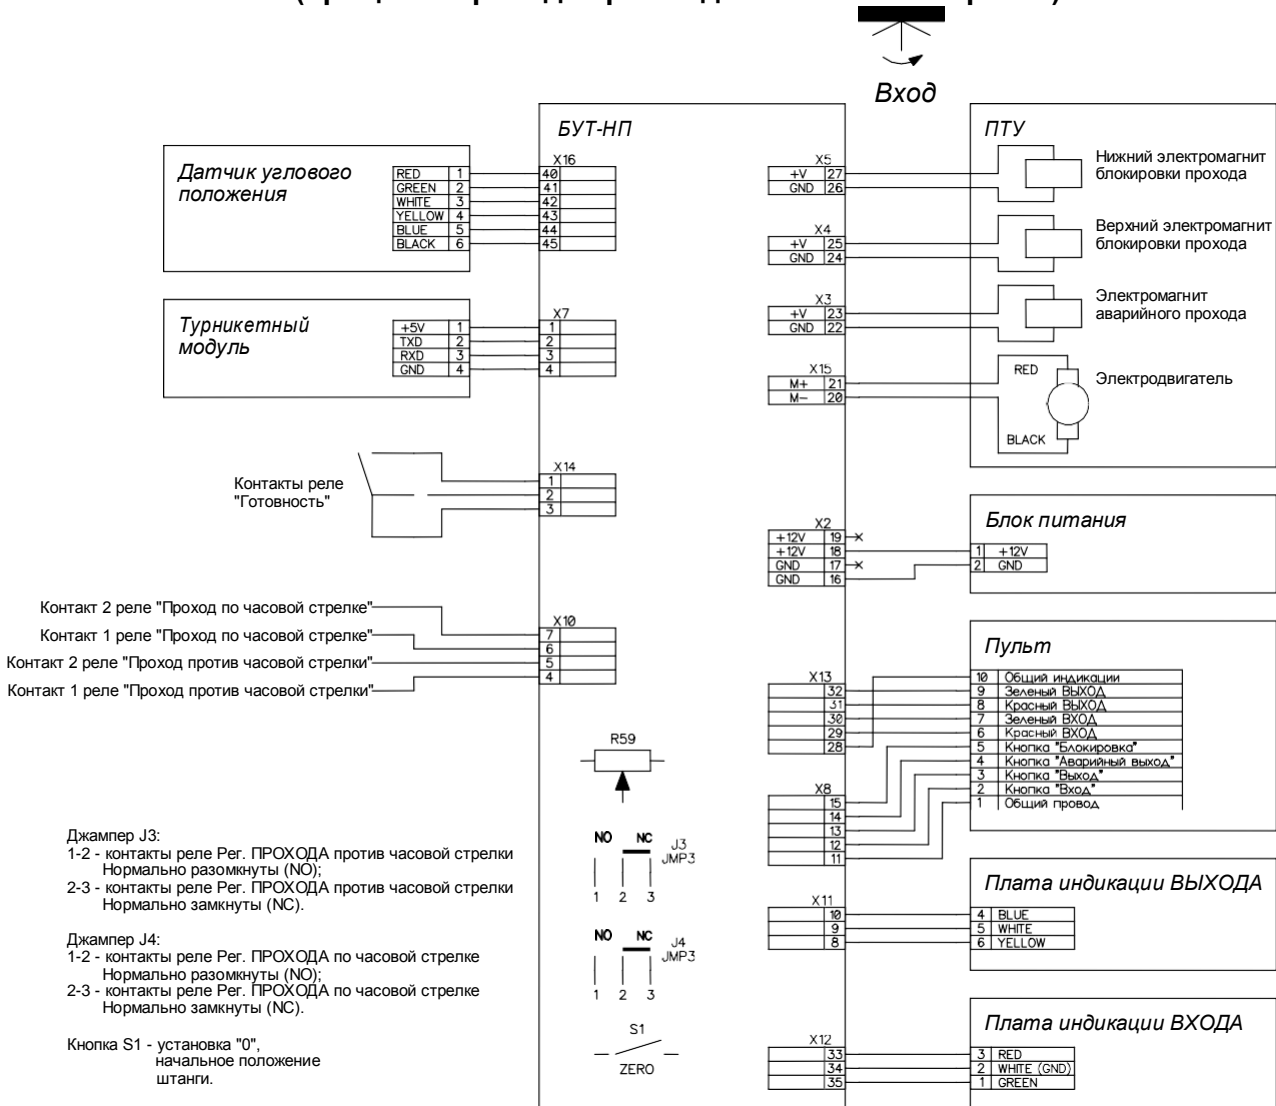 Вход
БУТ-НП
ПТУ
Датчик углового
положения
RED 1
GREEN 2
WHITE 3
YELLOW 4
BLUE 5
BLACK 6
X16
40
41
42
43
44
45
X5
+V 27
GND 26
Нижний электромагнит
блокировки прохода
X4
+V 25
GND 24
Верхний электромагнит
блокировки прохода
X3
+V 23
GND 22
Электромагнит
аварийного прохода
Турникетный
модуль
+5V 1
TXD 2
RXD 3
GND 4
X7
1
2
3
4
X15
M+ 21
M- 20
RED
BLACK
Электродвигатель
Контакты реле
"Готовность"
X14
1
2
3
X2
+12V 19
+12V 18
GND 17
GND 16
Блок питания
1 +12V
2 GND
Контакт 2 реле "Проход по часовой стрелке"
Контакт 1 реле "Проход по часовой стрелке"
Контакт 2 реле "Проход против часовой стрелки"
Контакт 1 реле "Проход против часовой стрелки"
X10
7
6
5
4
X13
32
31
30
29
28
X8
15
14
13
12
11
Пульт
10 Общий индикации
9 Зеленый ВЫХОД
8 Красный ВЫХОД
7 Зеленый ВХОД
6 Красный ВХОД
5 Кнопка "Блокировка"
4 Кнопка "Аварийный выход"
3 Кнопка "Выход"
2 Кнопка "Вход"
1 Общий провод
R59
NO NC J3
JMP3
1 2 3
NO NC J4
JMP3
1 2 3
S1
ZERO
Джампер J3:
1-2 - контакты реле Рег. ПРОХОДА против часовой стрелки
Нормально разомкнуты (NO);
2-3 - контакты реле Рег. ПРОХОДА против часовой стрелки
Нормально замкнуты (NC).
Джампер J4:
1-2 - контакты реле Рег. ПРОХОДА по часовой стрелке
Нормально разомкнуты (NO);
2-3 - контакты реле Рег. ПРОХОДА по часовой стрелке
Нормально замкнуты (NC).
Кнопка S1 - установка "0",
начальное положение
штанги.
X11
10
9
8
Плата индикации ВЫХОДА
4 BLUE
5 WHITE
6 YELLOW
X12
33
34
35
Плата индикации ВХОДА
3 RED
2 WHITE (GND)
1 GREEN